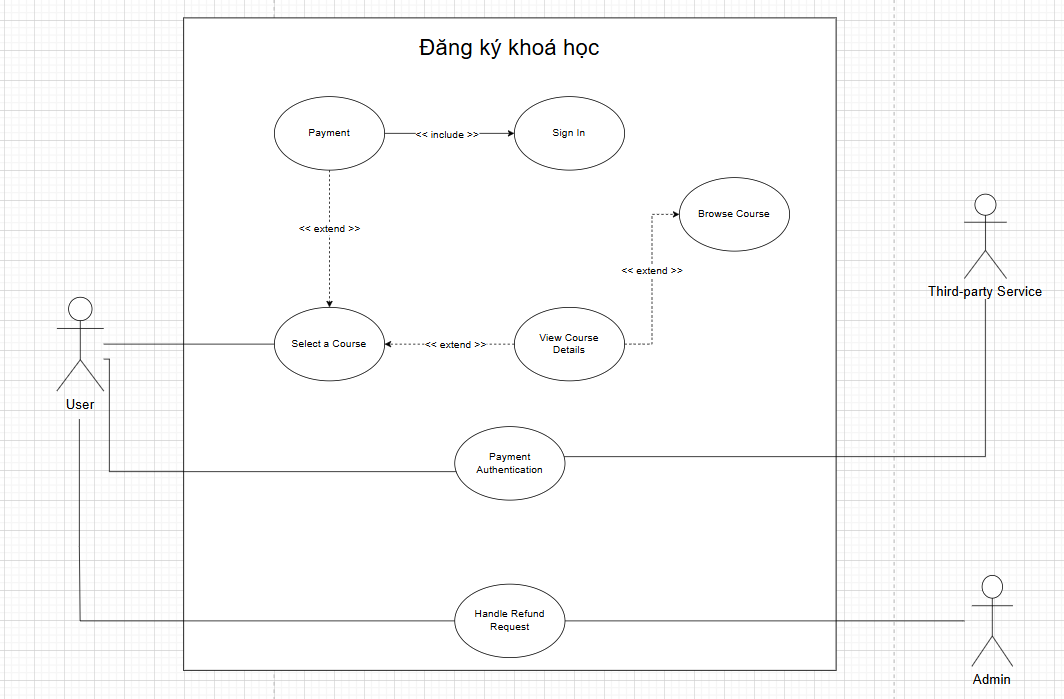 Đăng ký khoá học
Payment
<< include >>
Sign In
Browse Course
<< extend >>
<< extend >>
Third-party Service
Select a Course
<< extend >>
View Course
Details
User
Payment
Authentication
Handle Refund
Request
Admin